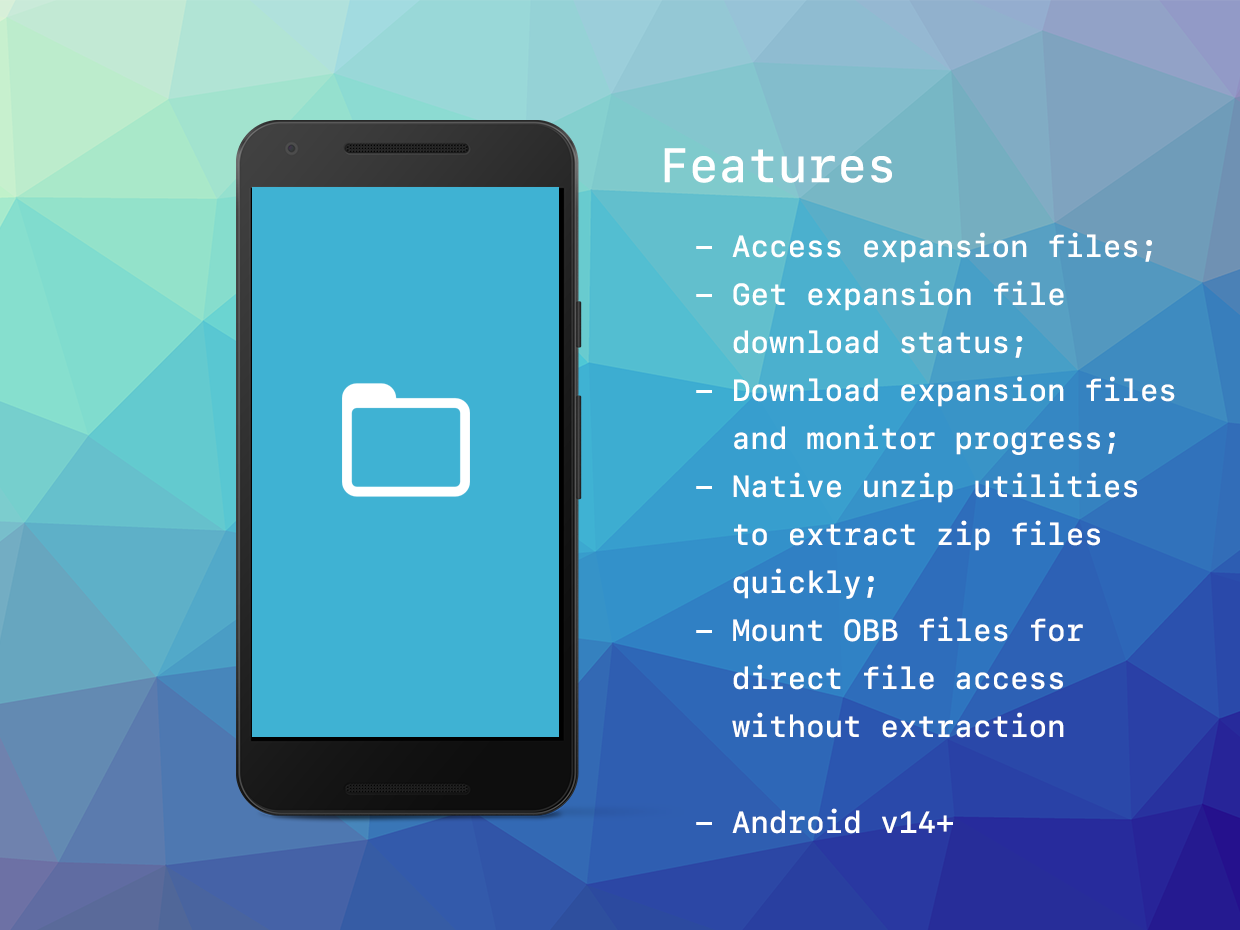 Features
– Access expansion files;
– Get expansion file
download status;
– Download expansion files
and monitor progress;
– Native unzip utilities
to extract zip files
quickly;
– Mount OBB files for
direct file access
without extraction
– Android v14+